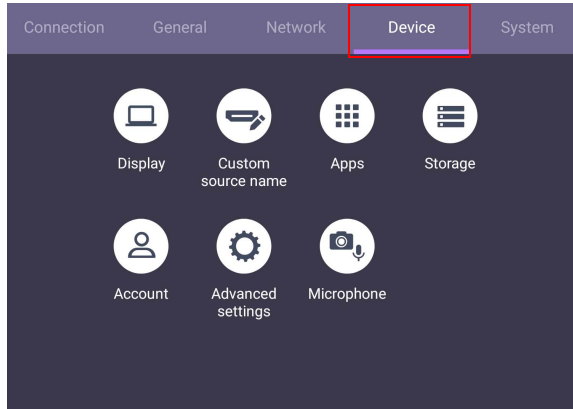 Connection General Network Device System
Display Custom source name Apps Storage
Account Advanced settings Microphone